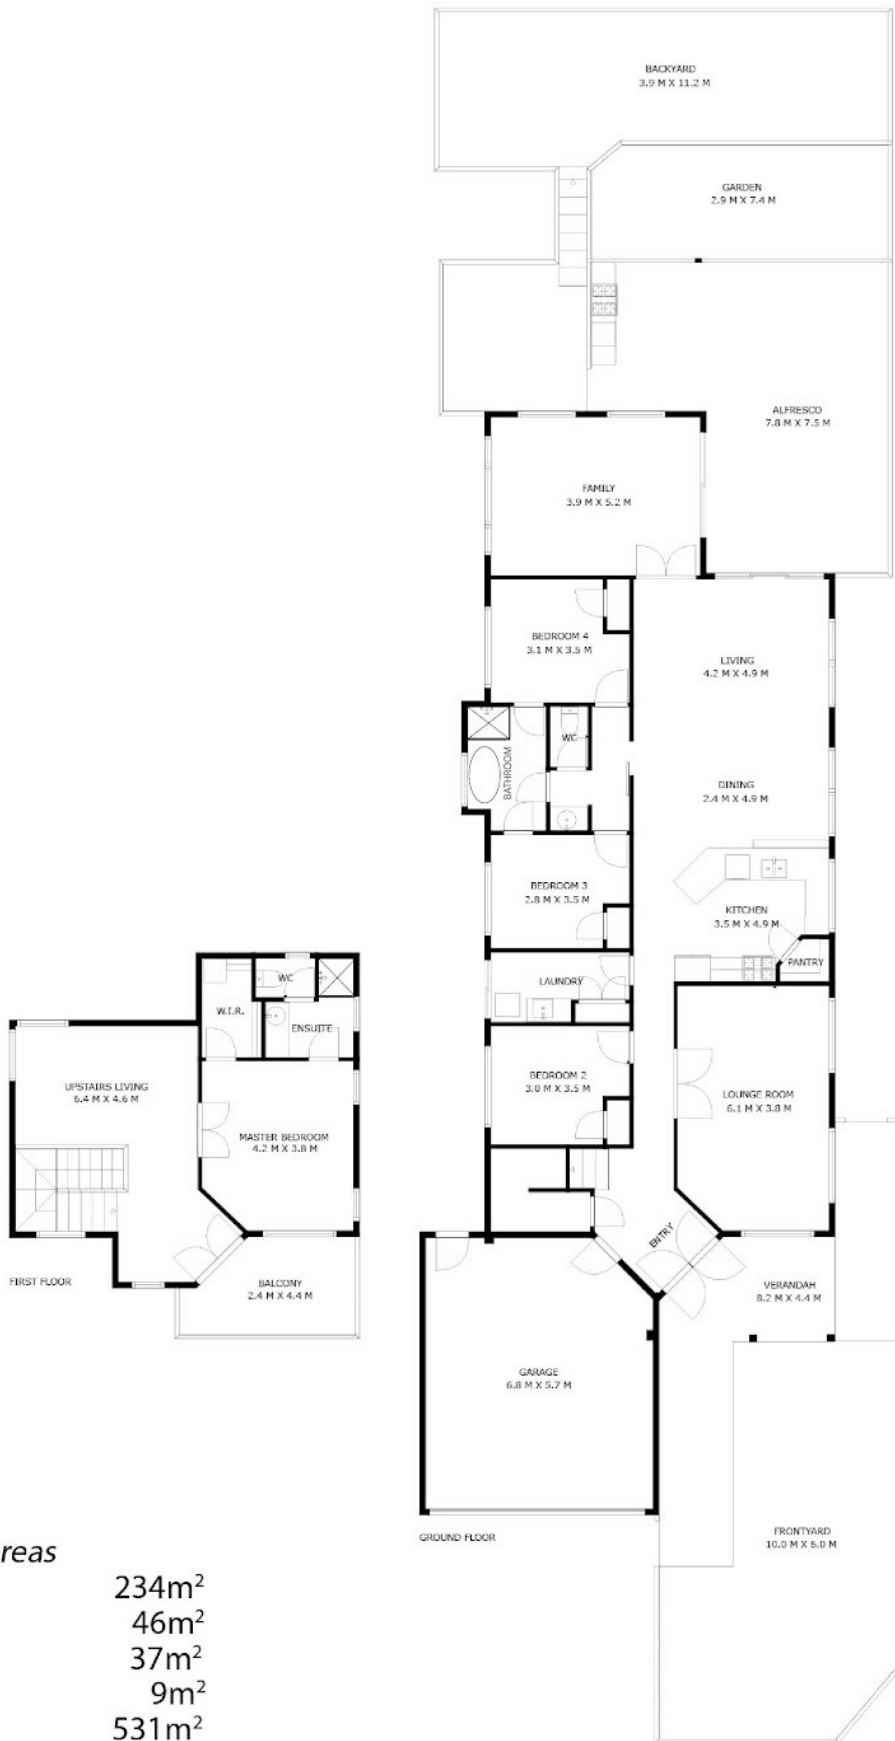 BACKYARD
3.9 M X 11.2 M
GARDEN
2.9 M X 7.4 M
ALFRESCO
7.8 M X 7.5 M
FAMILY
3.9 M X 5.2 M
BEDROOM 4
3.1 M X 3.5 M
LIVING
4.2 M X 4.9 M
WC
BATHROOM
DINING
2.4 M X 4.9 M
BEDROOM 3
2.8 M X 3.5 M
KITCHEN
3.5 M X 4.9 M
PANTRY
LAUNDRY
BEDROOM 2
3.0 M X 3.5 M
LOUNGE ROOM
6.1 M X 3.8 M
ENTRY
VERANDAH
8.2 M X 4.4 M
GARAGE
6.8 M X 5.7 M
GROUND FLOOR
FRONTYARD
10.0 M X 6.0 M
WC
W.I.R.
ENSUITE
UPSTAIRS LIVING
6.4 M X 4.6 M
MASTER BEDROOM
4.2 M X 3.8 M
BALCONY
2.4 M X 4.4 M
FIRST FLOOR
reas
234m²
46m²
37m²
9m²
531m²